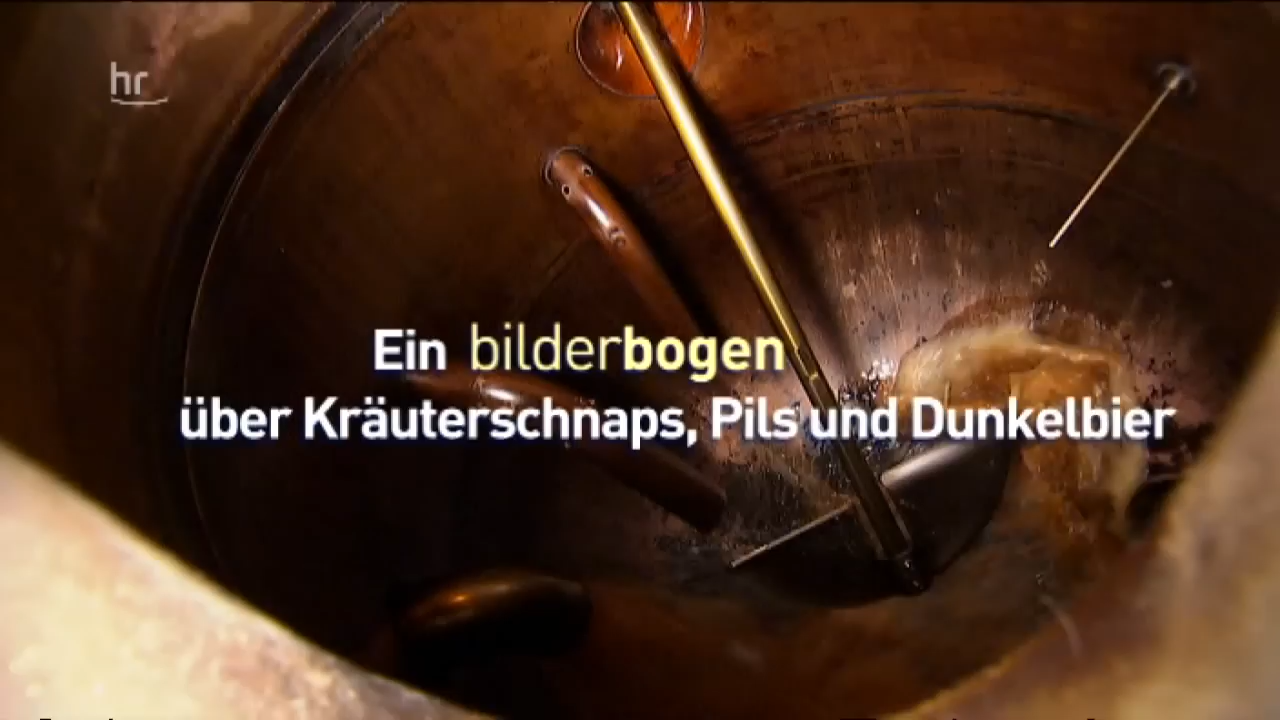 hr
Ein bilderbogen
über Kräuterschnaps, Pils und Dunkelbier